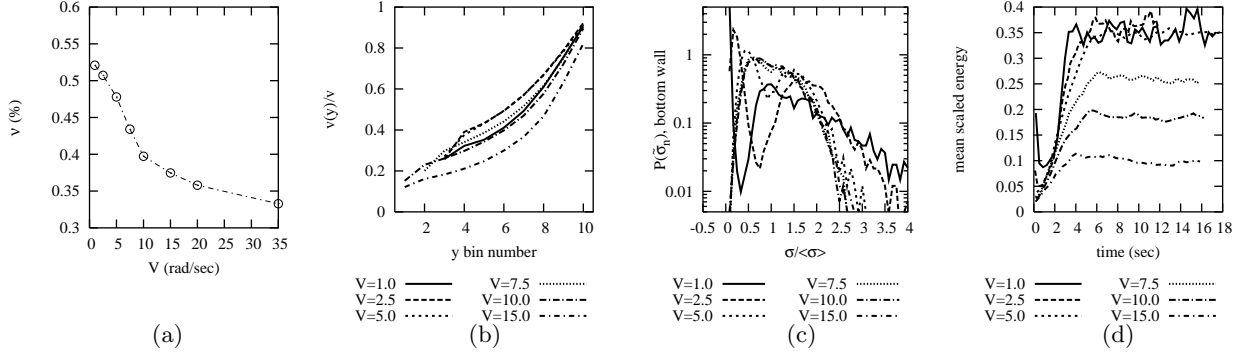 0.6
0.55
0.5
0.45
0.4
0.35
0.3
ν (%)
0 5 10 15 20 25 30 35
V (rad/sec)
(a)
1
0.8
0.6
0.4
0.2
0
v(y)/v
2 4 6 8 10
y bin number
V=1.0 V=7.5
V=2.5 V=10.0
V=5.0 V=15.0
(b)
1
0.1
0.01
P(σ̃n), bottom wall
-0.5 0 0.5 1 1.5 2 2.5 3 3.5 4
σ/<σ>
V=1.0 V=7.5
V=2.5 V=10.0
V=5.0 V=15.0
(c)
0.4
0.35
0.3
0.25
0.2
0.15
0.1
0.05
0
mean scaled energy
0 2 4 6 8 10 12 14 16 18
time (sec)
V=1.0 V=7.5
V=2.5 V=10.0
V=5.0 V=15.0
(d)